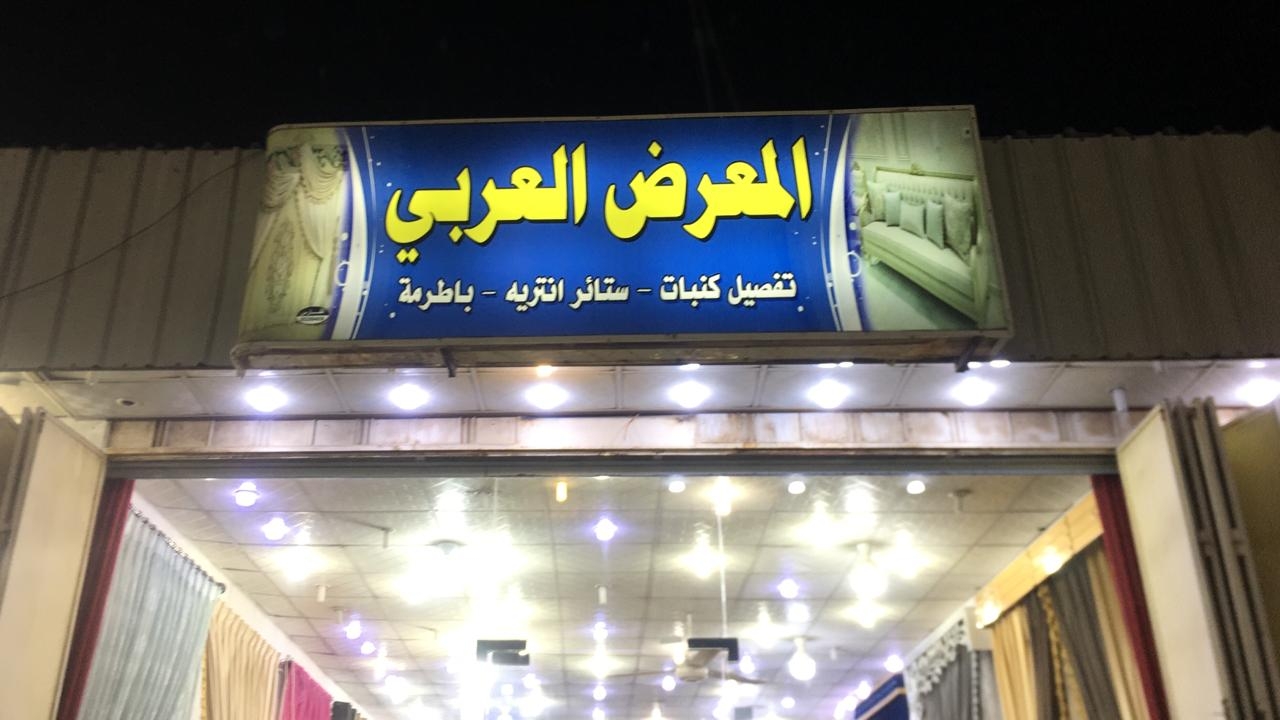 المعرض العربي
تفصيل كنبات - ستائر انتريه - باطرمة